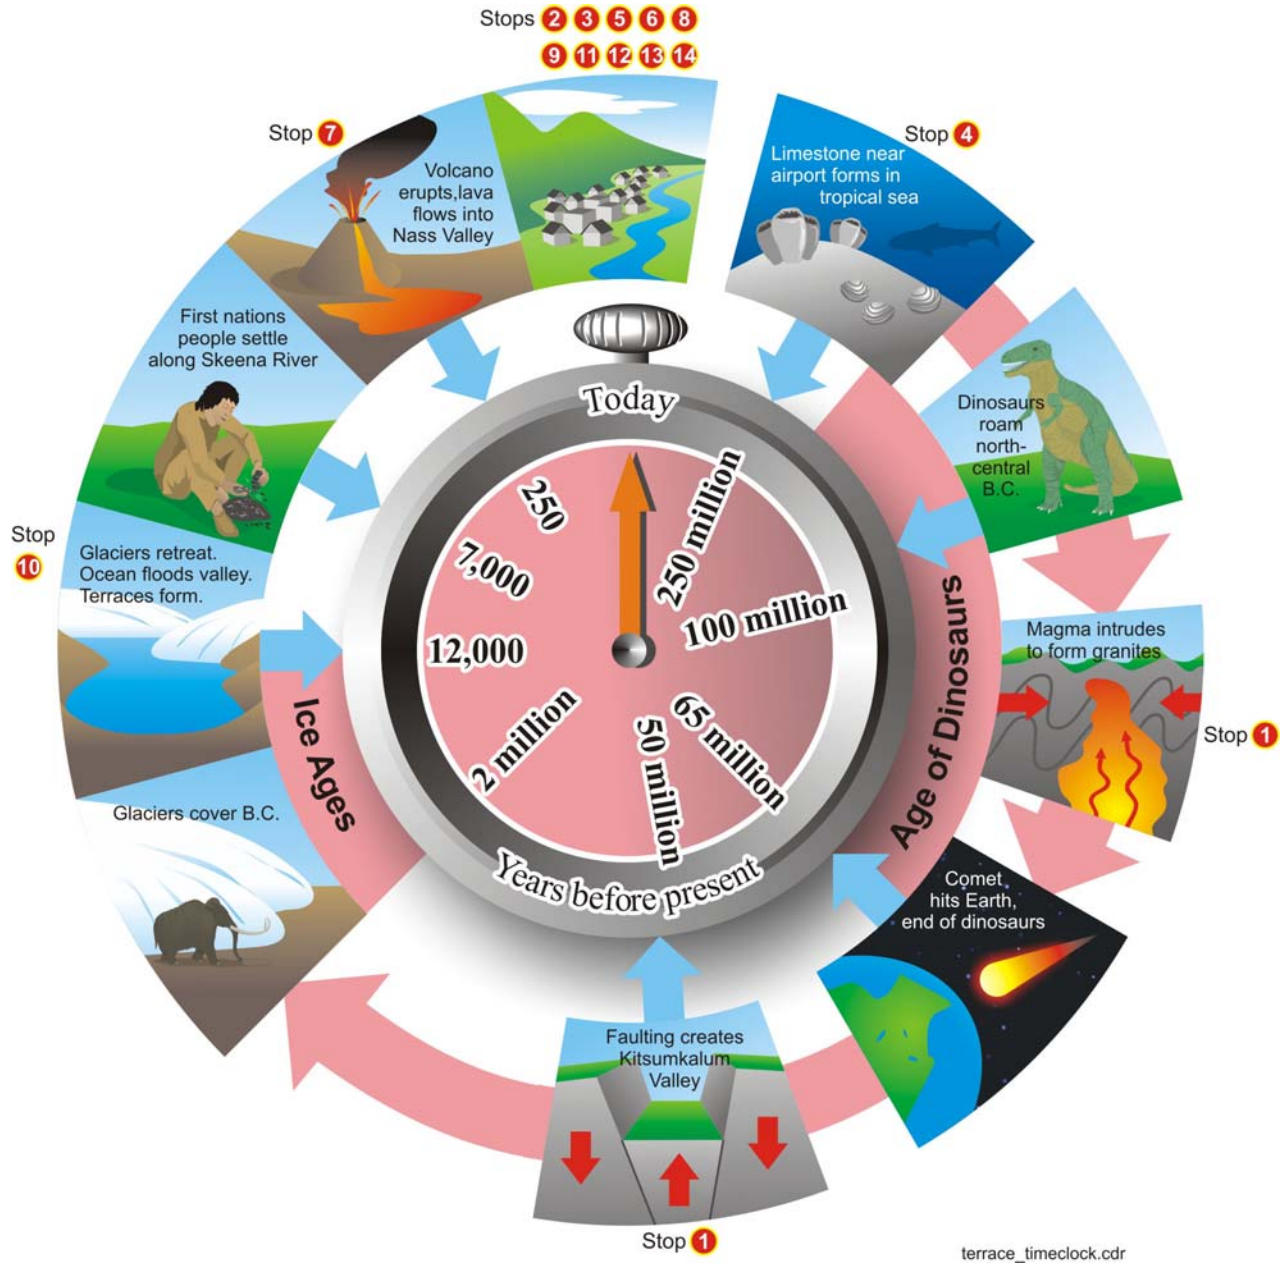 Stops 2 3 5 6 8
9 11 12 13 14
Stop 4
Limestone near
airport forms in
tropical sea
Dinosaurs
roam
north-
central
B.C.
Magma intrudes
to form granites
Stop 1
Comet
hits Earth,
end of dinosaurs
Faulting creates
Kitsumkalum
Valley
Stop 1
Glaciers cover B.C.
Stop
10
Glaciers retreat.
Ocean floods valley.
Terraces form.
First nations
people settle
along Skeena River
Stop 7
Volcano
erupts,lava
flows into
Nass Valley
Today
250 million
100 million
65 million
50 million
2 million
12,000
7,000
250
Years before present
Age of Dinosaurs
Ice Ages
terrace_timeclock.cdr